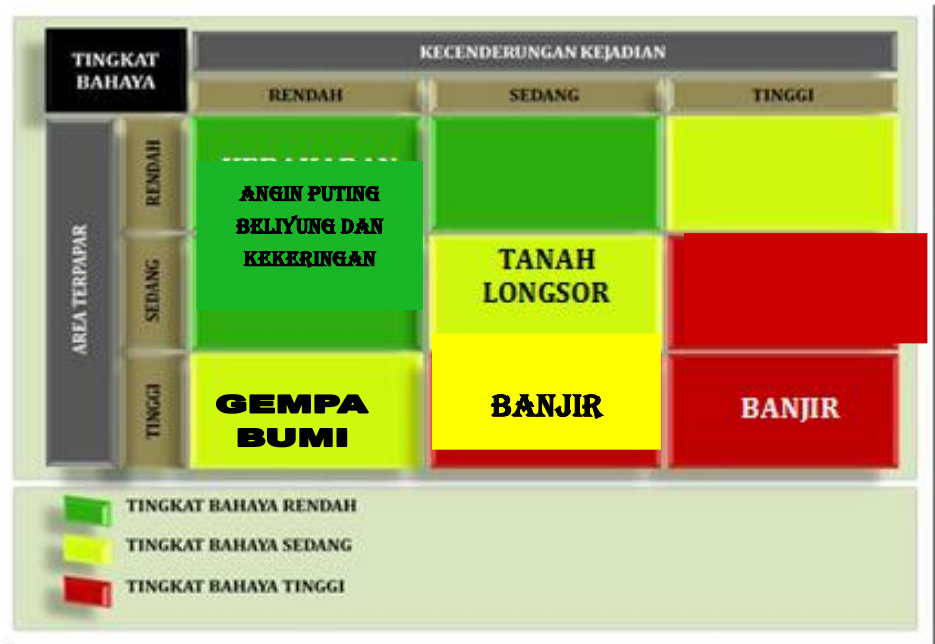 TINGKAT
BAHAYA
KECENDERUNGAN KEJADIAN
RENDAH
SEDANG
TINGGI
AREA TERPAPAR
RENDAH
ANGIN PUTING
BELIYUNG DAN
KEKERINGAN
SEDANG
TANAH
LONGSOR
TINGGI
GEMPA
BUMI
BANJIR
BANJIR
TINGKAT BAHAYA RENDAH
TINGKAT BAHAYA SEDANG
TINGKAT BAHAYA TINGGI